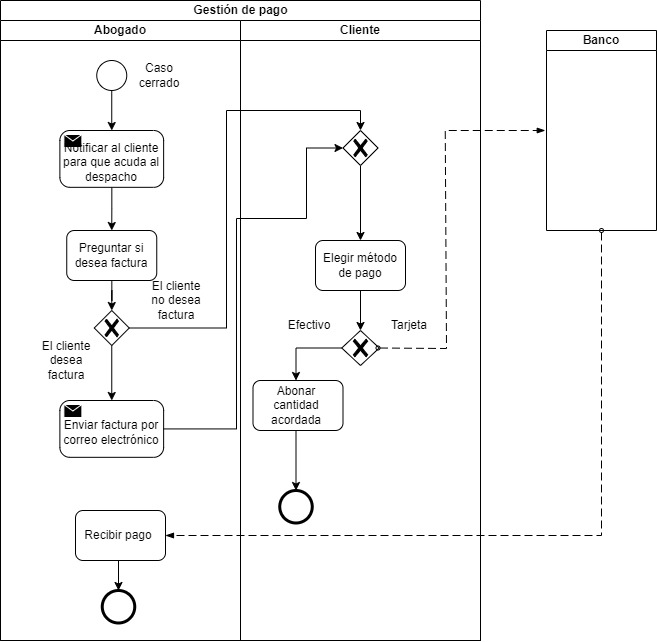 Gestión de pago
Abogado
Cliente
Banco
Caso
cerrado
Notificar al cliente
para que acuda al
despacho
Preguntar si
desea factura
El cliente
no desea
factura
El cliente
desea
factura
Enviar factura por
correo electrónico
Elegir método
de pago
Efectivo
Tarjeta
Abonar
cantidad
acordada
Recibir pago